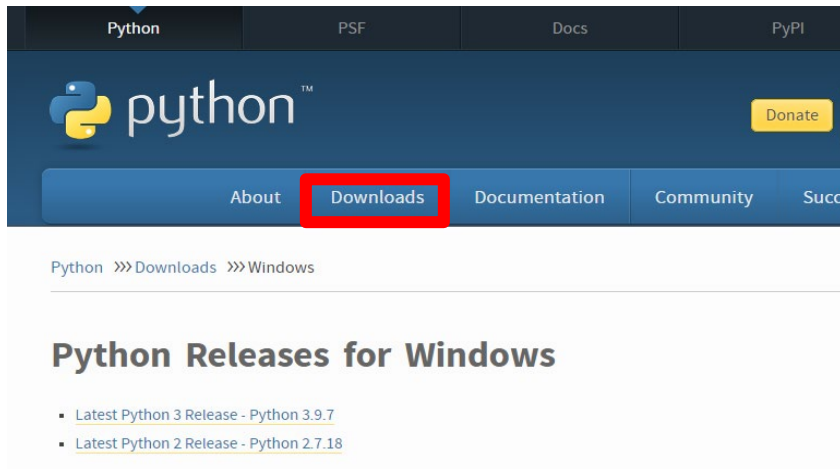 Python PSF Docs PyPI
python™
Donate
About Downloads Documentation Community Succ
Python >>> Downloads >>> Windows
Python Releases for Windows
▪ Latest Python 3 Release - Python 3.9.7
▪ Latest Python 2 Release - Python 2.7.18